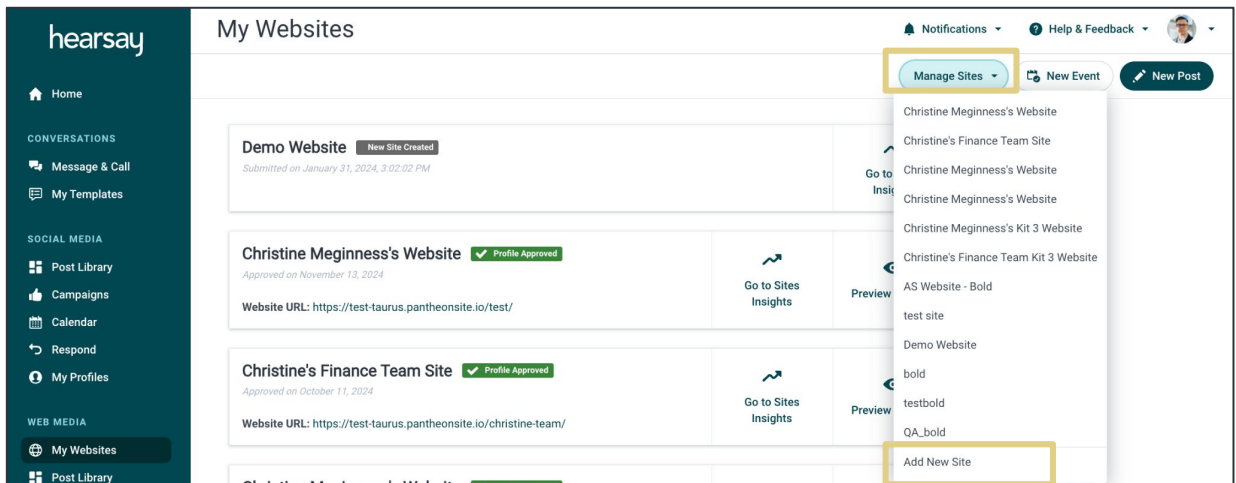 hearsay
Home
CONVERSATIONS
Message & Call
My Templates
SOCIAL MEDIA
Post Library
Campaigns
Calendar
Respond
My Profiles
WEB MEDIA
My Websites
Post Library
My Websites
Notifications
Help & Feedback
Manage Sites
New Event
New Post
Demo Website New Site Created
Submitted on January 31, 2024, 3:02:02 PM
Go to
Christine Meginness's Website Profile Approved
Approved on November 13, 2024
Website URL: https://test-taurus.pantheonsite.io/test/
Go to Sites
Insights
Preview
Christine's Finance Team Site Profile Approved
Approved on October 11, 2024
Website URL: https://test-taurus.pantheonsite.io/christine-team/
Go to Sites
Insights
Preview
Christine Meginness's Website
Christine's Finance Team Site
Christine Meginness's Website
Christine Meginness's Website
Christine Meginness's Kit 3 Website
Christine's Finance Team Kit 3 Website
AS Website - Bold
test site
Demo Website
bold
testbold
QA_bold
Add New Site